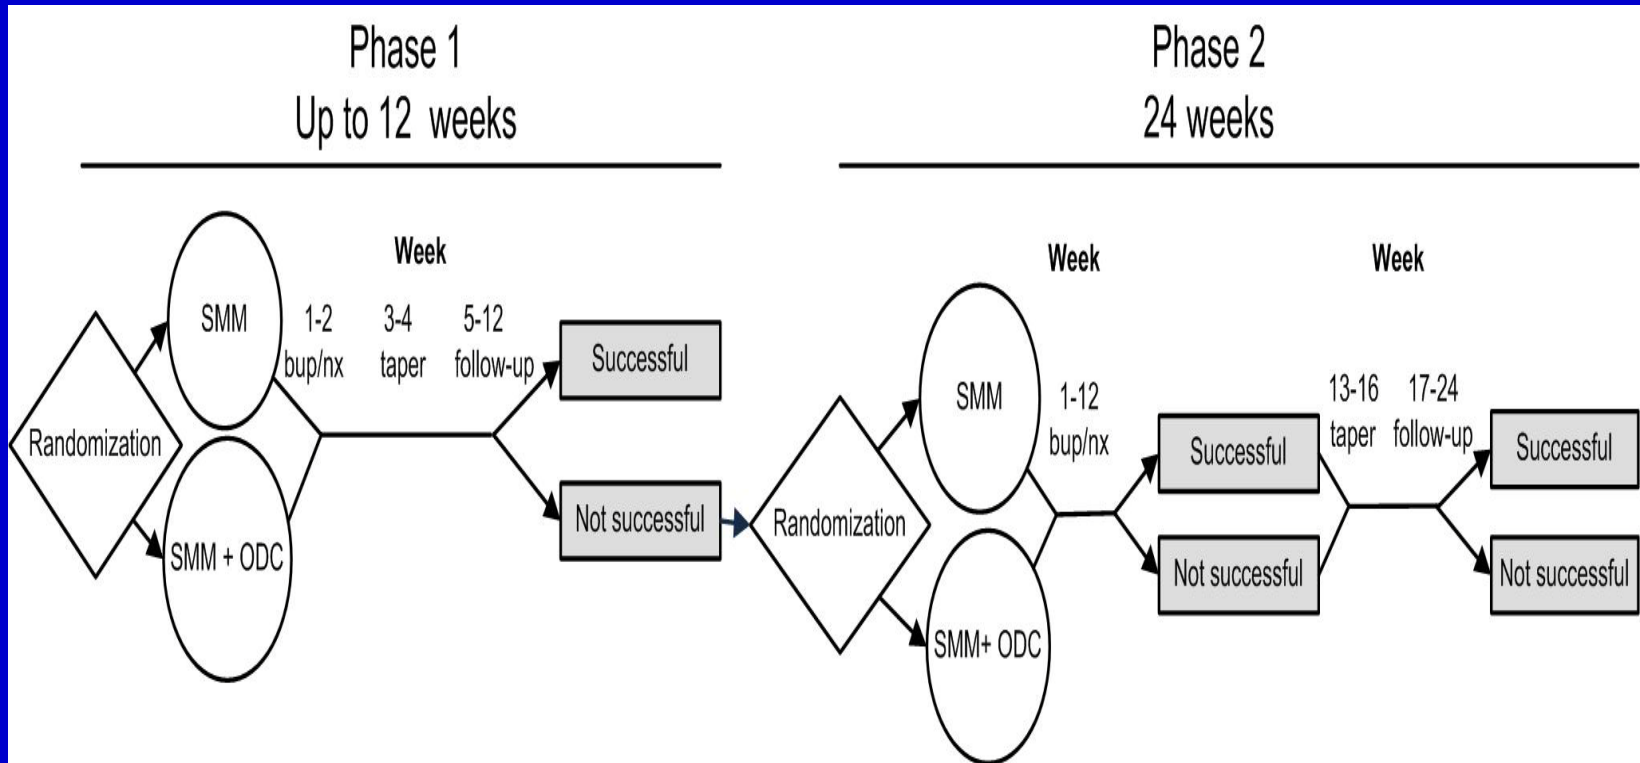 Phase 1
Up to 12 weeks
Phase 2
24 weeks
Week
Randomization
SMM
SMM + ODC
1-2
bup/nx
3-4
taper
5-12
follow-up
Successful
Not successful
Week
Week
Randomization
SMM
SMM+ ODC
1-12
bup/nx
Successful
Not successful
13-16
taper
17-24
follow-up
Successful
Not successful